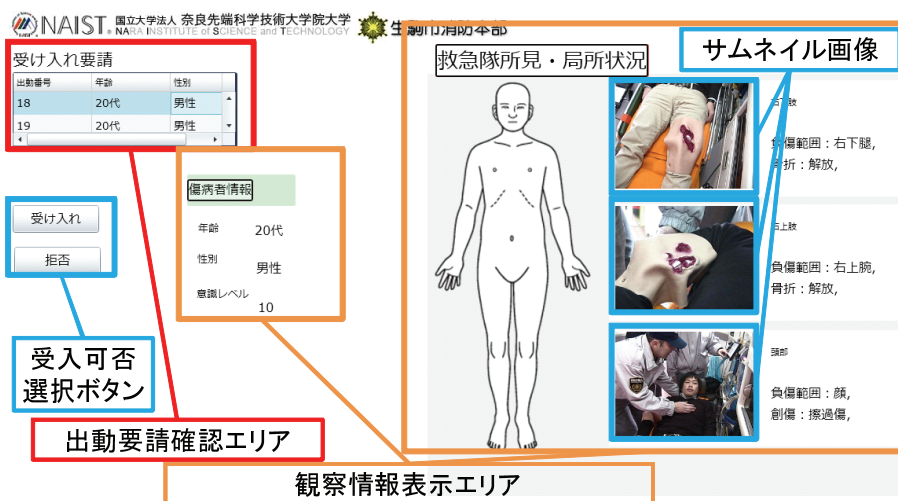 NAIST 国立大学法人 奈良先端科学技術大学院大学
NARA INSTITUTE of SCIENCE and TECHNOLOGY
生駒市消防本部
受け入れ要請
出動番号 年齢 性別
18 20代 男性
19 20代 男性
受け入れ
拒否
受入可否
選択ボタン
出動要請確認エリア
傷病者情報
年齢 20代
性別 男性
意識レベル
10
観察情報表示エリア
救急隊所見・局所状況
サムネイル画像
右下肢
負傷範囲：右下腿,
骨折：解放,
右上肢
負傷範囲：右上腕,
骨折：解放,
頭部
負傷範囲：顔,
創傷：擦過傷,